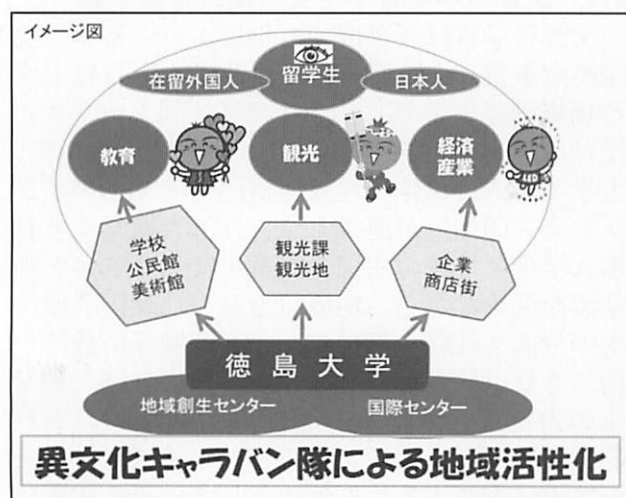 イメージ図
留学生
在留外国人
日本人
教育
観光
経済
産業
学校
公民館
美術館
観光課
観光地
企業
商店街
徳島大学
地域創生センター
国際センター
異文化キャラバン隊による地域活性化